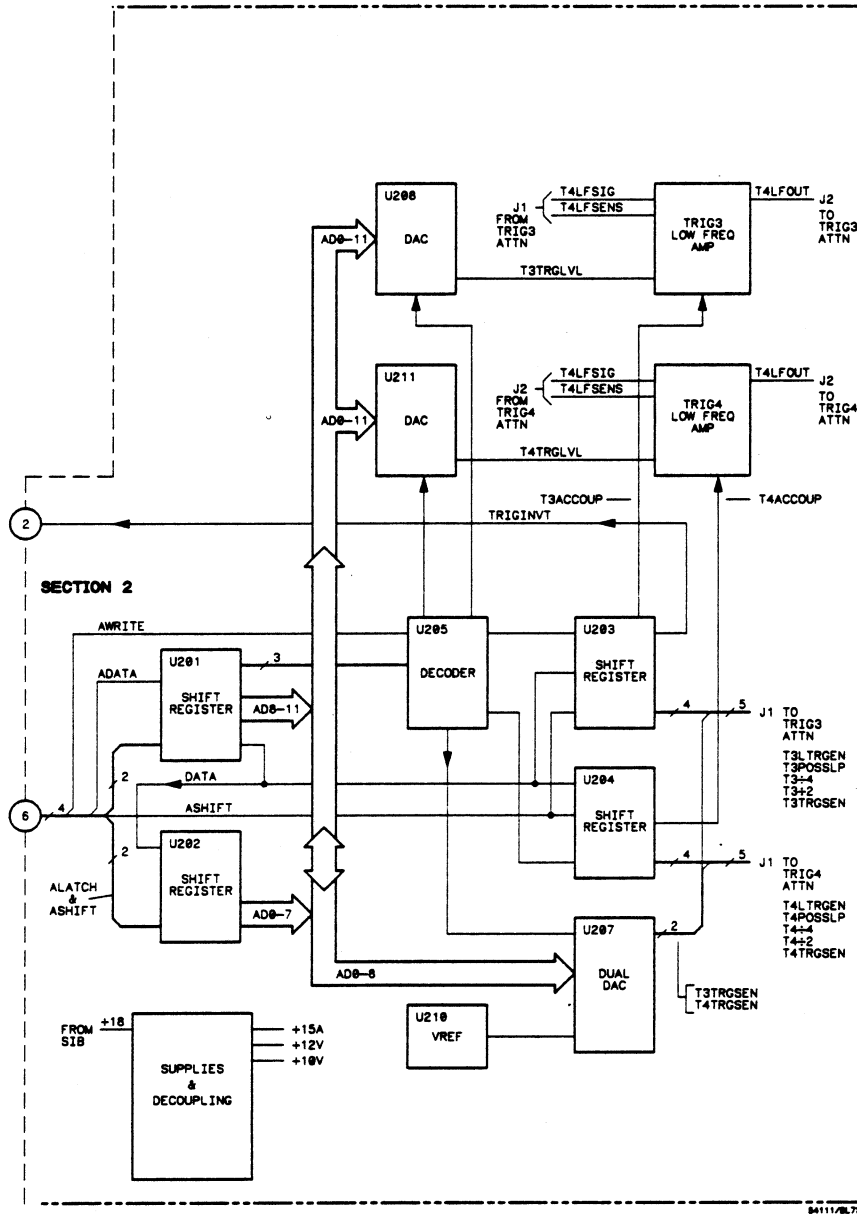 U208
DAC
AD0-11
J1
FROM
TRIG3
ATTN
T4LFSIG
T4LFSENS
TRIG3
LOW FREQ
AMP
T4LFOUT
J2
TO
TRIG3
ATTN
T3TRGLVL
U211
DAC
AD0-11
J2
FROM
TRIG4
ATTN
T4LFSIG
T4LFSENS
TRIG4
LOW FREQ
AMP
T4LFOUT
J2
TO
TRIG4
ATTN
T4TRGLVL
T3ACCOUP
T4ACCOUP
2
TRIGINVT
SECTION 2
AWRITE
ADATA
U201
SHIFT
REGISTER
3
AD8-11
U205
DECODER
U203
SHIFT
REGISTER
4
5
J1 TO
TRIG3
ATTN
T3LTRGEN
T3POSSLP
T3÷4
T3÷2
T3TRGSEN
2
DATA
6
4
ASHIFT
2
U204
SHIFT
REGISTER
4
5
J1 TO
TRIG4
ATTN
T4LTRGEN
T4POSSLP
T4÷4
T4÷2
T4TRGSEN
U202
SHIFT
REGISTER
ALATCH
&
ASHIFT
AD0-7
AD0-8
U207
DUAL
DAC
2
T3TRGSEN
T4TRGSEN
U210
VREF
FROM
SIB
+18
SUPPLIES
&
DECOUPLING
+15A
+12V
+10V